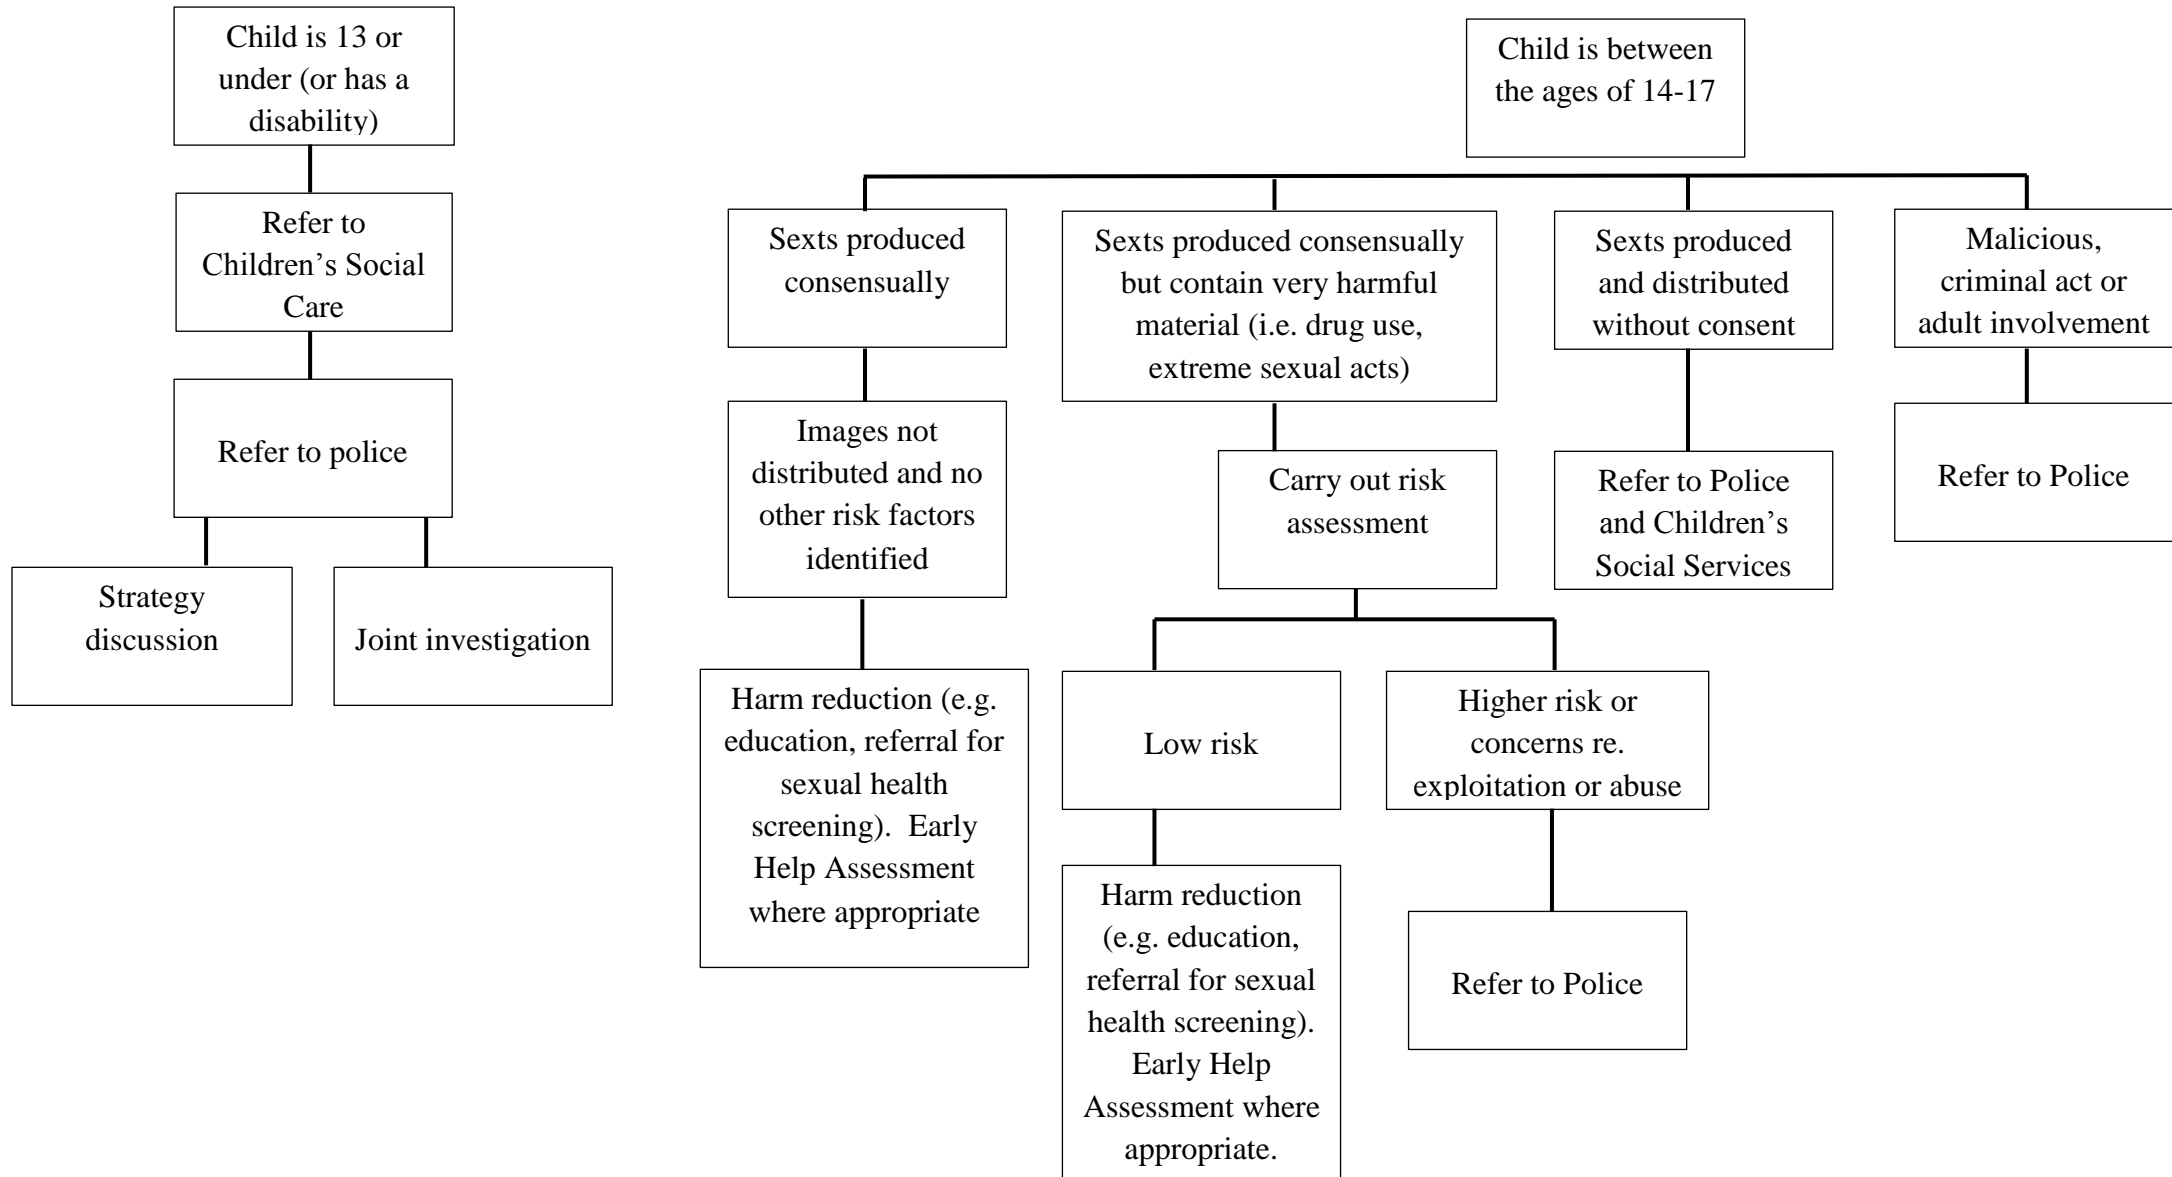 Child is 13 or
under (or has a
disability)
Refer to
Children’s Social
Care
Refer to police
Strategy
discussion
Joint investigation
Child is between
the ages of 14-17
Sexts produced
consensually
Images not
distributed and no
other risk factors
identified
Harm reduction (e.g.
education, referral for
sexual health
screening).  Early
Help Assessment
where appropriate
Sexts produced consensually
but contain very harmful
material (i.e. drug use,
extreme sexual acts)
Carry out risk
assessment
Low risk
Harm reduction
(e.g. education,
referral for sexual
health screening).
Early Help
Assessment where
appropriate.
Higher risk or
concerns re.
exploitation or abuse
Refer to Police
Sexts produced
and distributed
without consent
Refer to Police
and Children’s
Social Services
Malicious,
criminal act or
adult involvement
Refer to Police